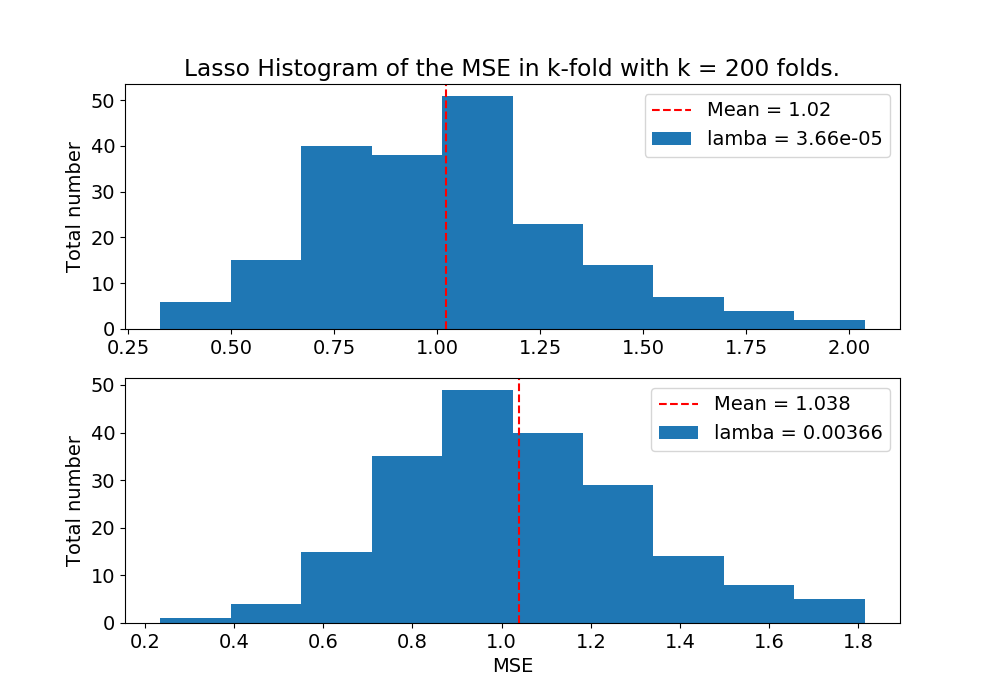 Lasso Histogram of the MSE in k-fold with k = 200 folds.
50
40
30
20
10
0
Total number
Mean = 1.02
lamba = 3.66e-05
0.25 0.50 0.75 1.00 1.25 1.50 1.75 2.00
50
40
30
20
10
0
Total number
Mean = 1.038
lamba = 0.00366
0.2 0.4 0.6 0.8 1.0 1.2 1.4 1.6 1.8
MSE